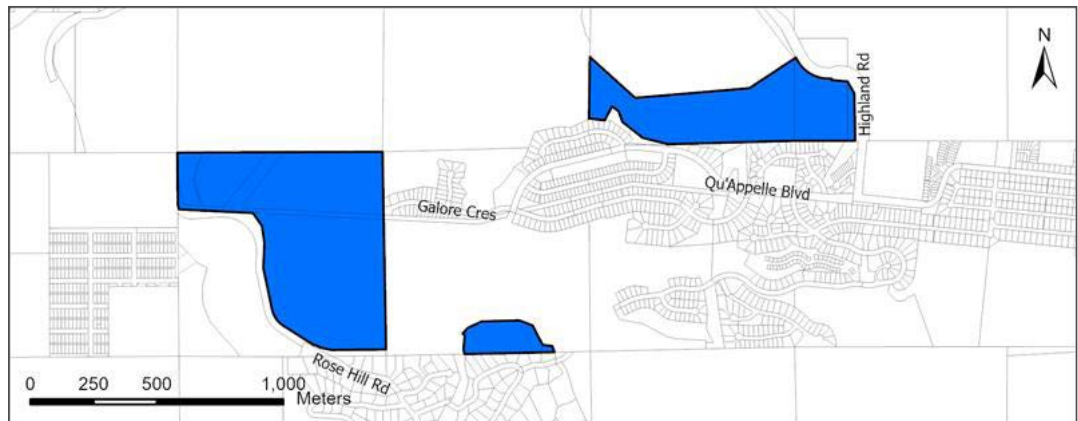 N
Highland Rd
Qu'Appelle Blvd
Galore Cres
Rose Hill Rd
0 250 500 1,000
Meters